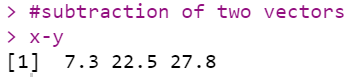 > #subtraction of two vectors
> x-y
[1]  7.3 22.5 27.8